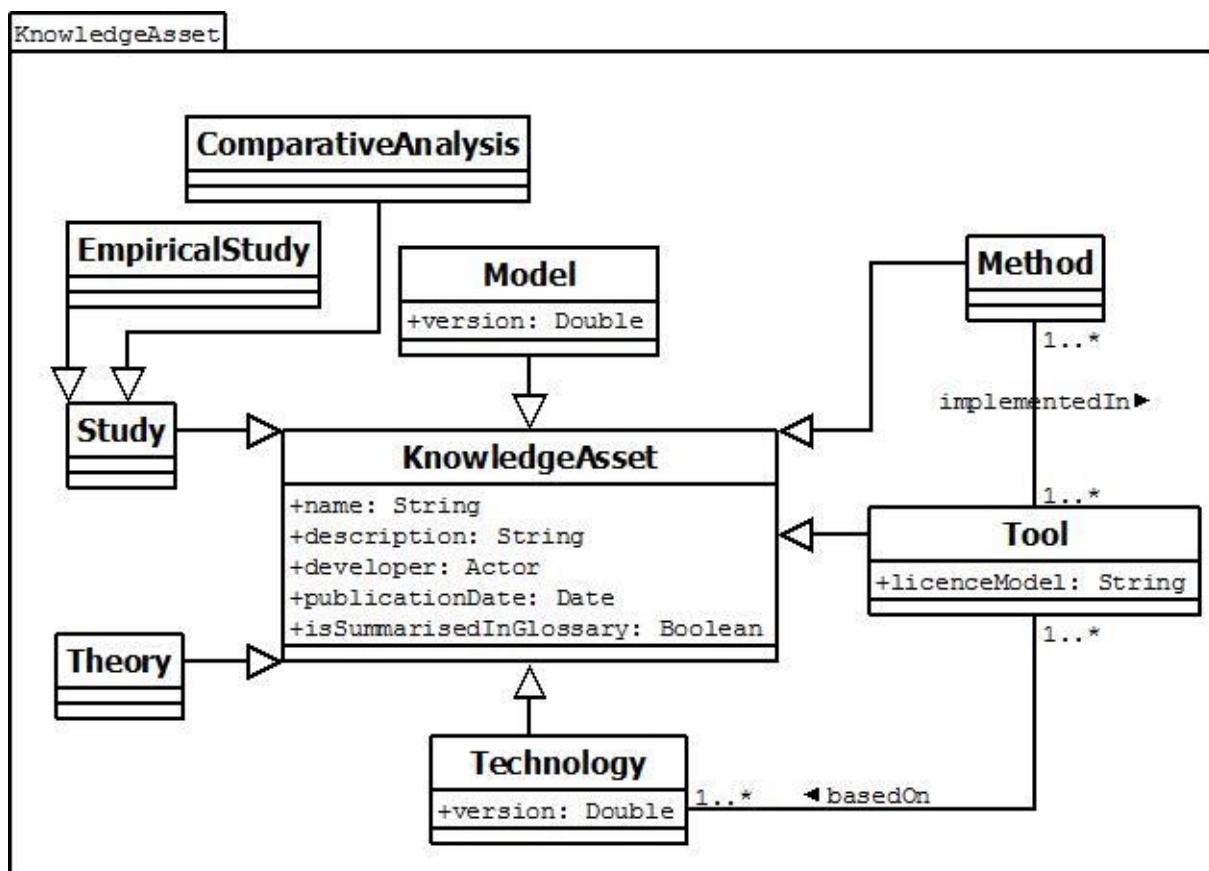 KnowledgeAsset
ComparativeAnalysis
EmpiricalStudy
Model
+version: Double
Method
1..*
implementedIn►
1..*
Study
KnowledgeAsset
+name: String
+description: String
+developer: Actor
+publicationDate: Date
+isSummarisedInGlossary: Boolean
Tool
+licenceModel: String
1..*
Theory
Technology
+version: Double
1..*
◄basedOn